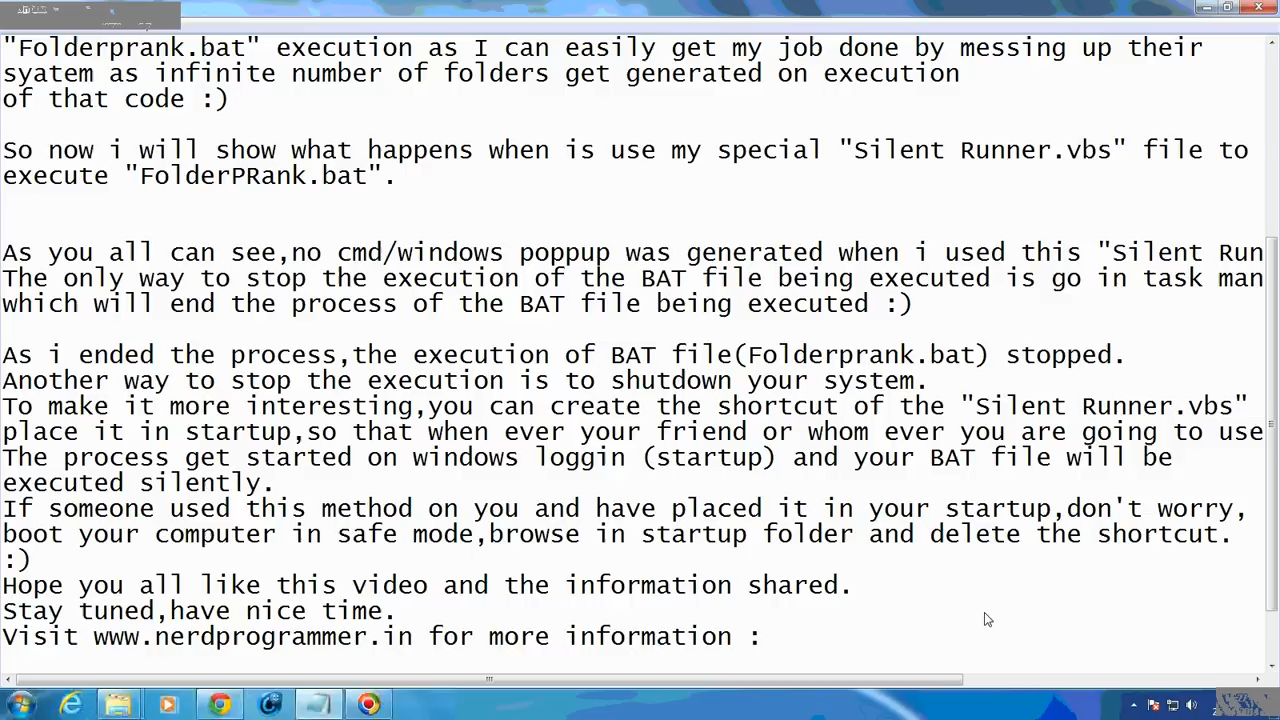 "Folderprank.bat" execution as I can easily get my job done by messing up their
syatem as infinite number of folders get generated on execution
of that code :)
So now i will show what happens when is use my special "Silent Runner.vbs" file to
execute "FolderPRank.bat".
As you all can see,no cmd/windows poppup was generated when i used this "Silent Run
The only way to stop the execution of the BAT file being executed is go in task man
which will end the process of the BAT file being executed :)
As i ended the process,the execution of BAT file(Folderprank.bat) stopped.
Another way to stop the execution is to shutdown your system.
To make it more interesting,you can create the shortcut of the "Silent Runner.vbs"
place it in startup,so that when ever your friend or whom ever you are going to use
The process get started on windows loggin (startup) and your BAT file will be
executed silently.
If someone used this method on you and have placed it in your startup,don't worry,
boot your computer in safe mode,browse in startup folder and delete the shortcut.
:)
Hope you all like this video and the information shared.
Stay tuned,have nice time.
Visit www.nerdprogrammer.in for more information :